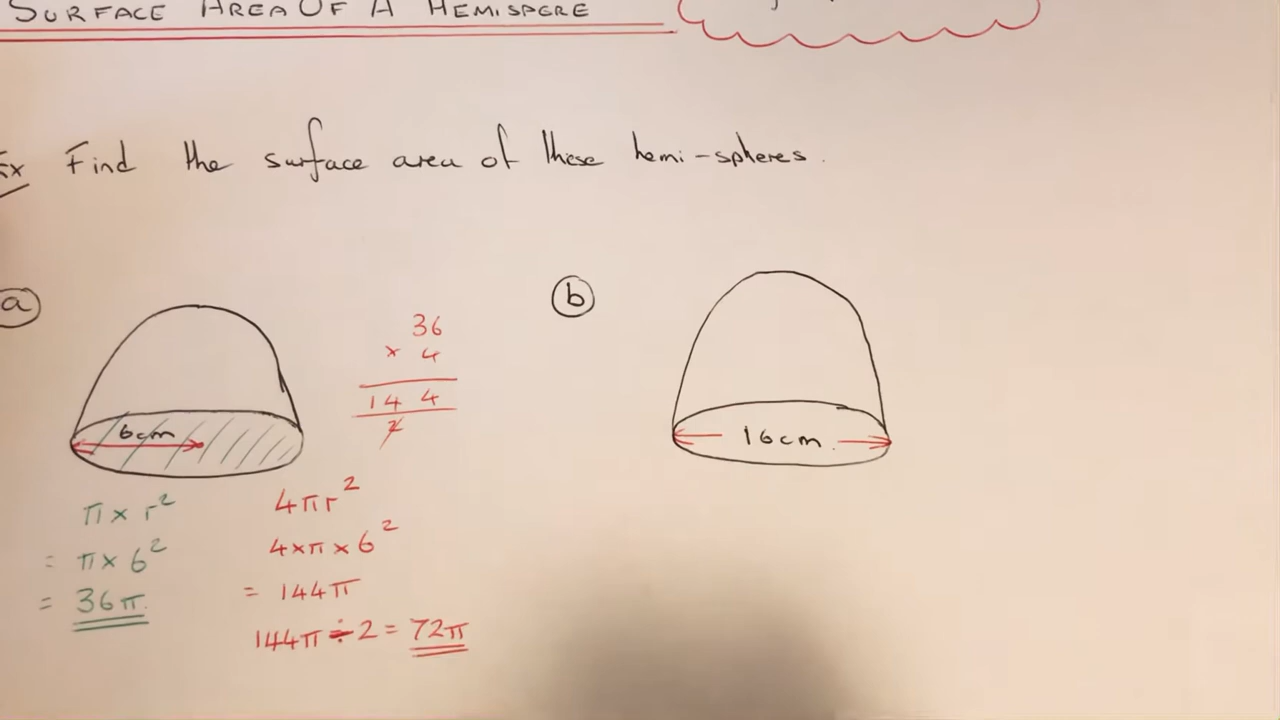 SURFACE AREA OF A HEMISPERE
Ex Find the surface area of these hemi-spheres.
a
6cm
36
× 4
144
2
π × r²
= π × 6²
= 36π
4πr²
4×π×6²
= 144π
144π ÷ 2 = 72π
b
16cm